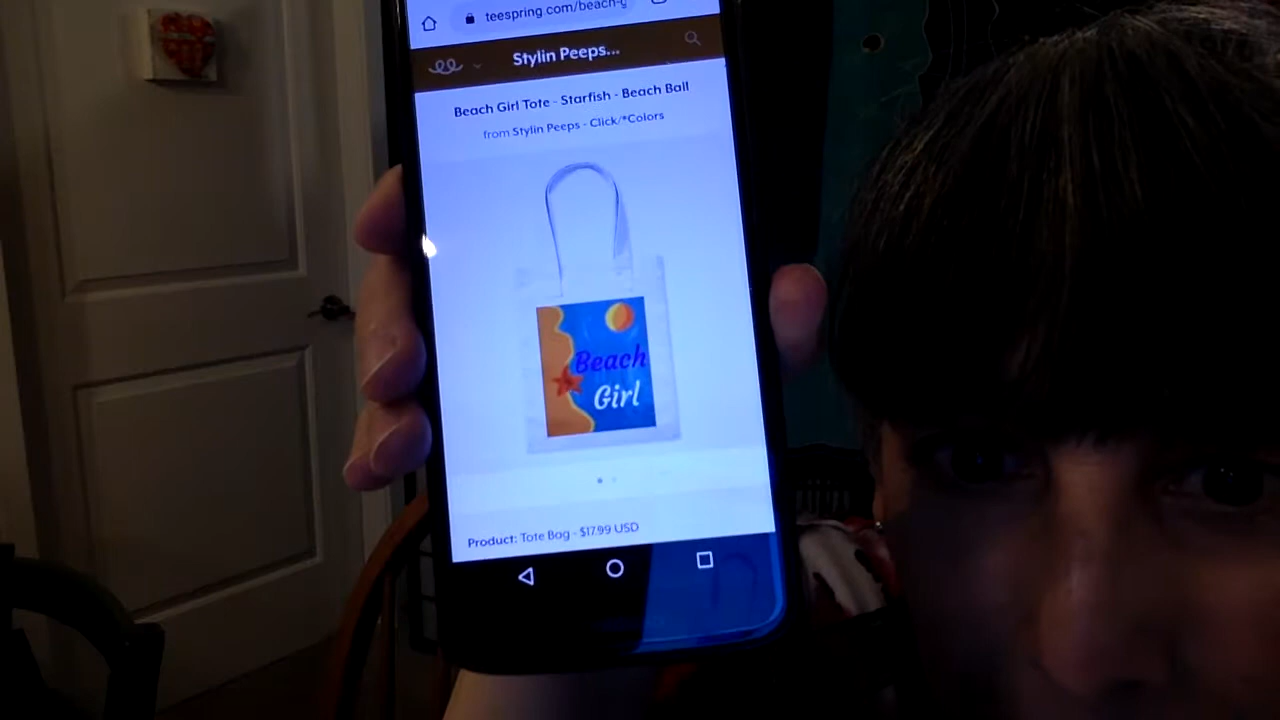 teespring.com/beach-g
Stylin Peeps...
Beach Girl Tote - Starfish - Beach Ball
from Stylin Peeps - Click/*Colors
Beach
Girl
Product: Tote Bag - $17.99 USD